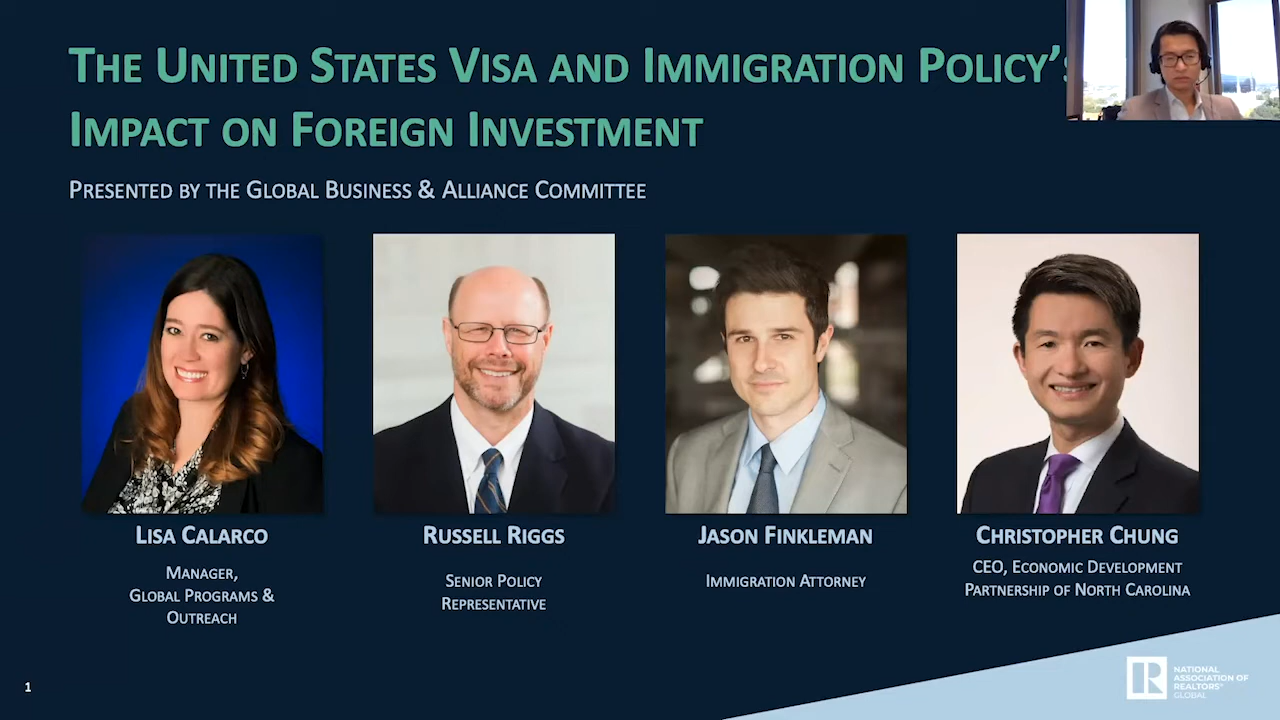 THE UNITED STATES VISA AND IMMIGRATION POLICY'S
IMPACT ON FOREIGN INVESTMENT
PRESENTED BY THE GLOBAL BUSINESS & ALLIANCE COMMITTEE
LISA CALARCO
MANAGER,
GLOBAL PROGRAMS &
OUTREACH
RUSSELL RIGGS
SENIOR POLICY
REPRESENTATIVE
JASON FINKLEMAN
IMMIGRATION ATTORNEY
CHRISTOPHER CHUNG
CEO, ECONOMIC DEVELOPMENT
PARTNERSHIP OF NORTH CAROLINA
1
R
NATIONAL
ASSOCIATION OF
REALTORS
GLOBAL